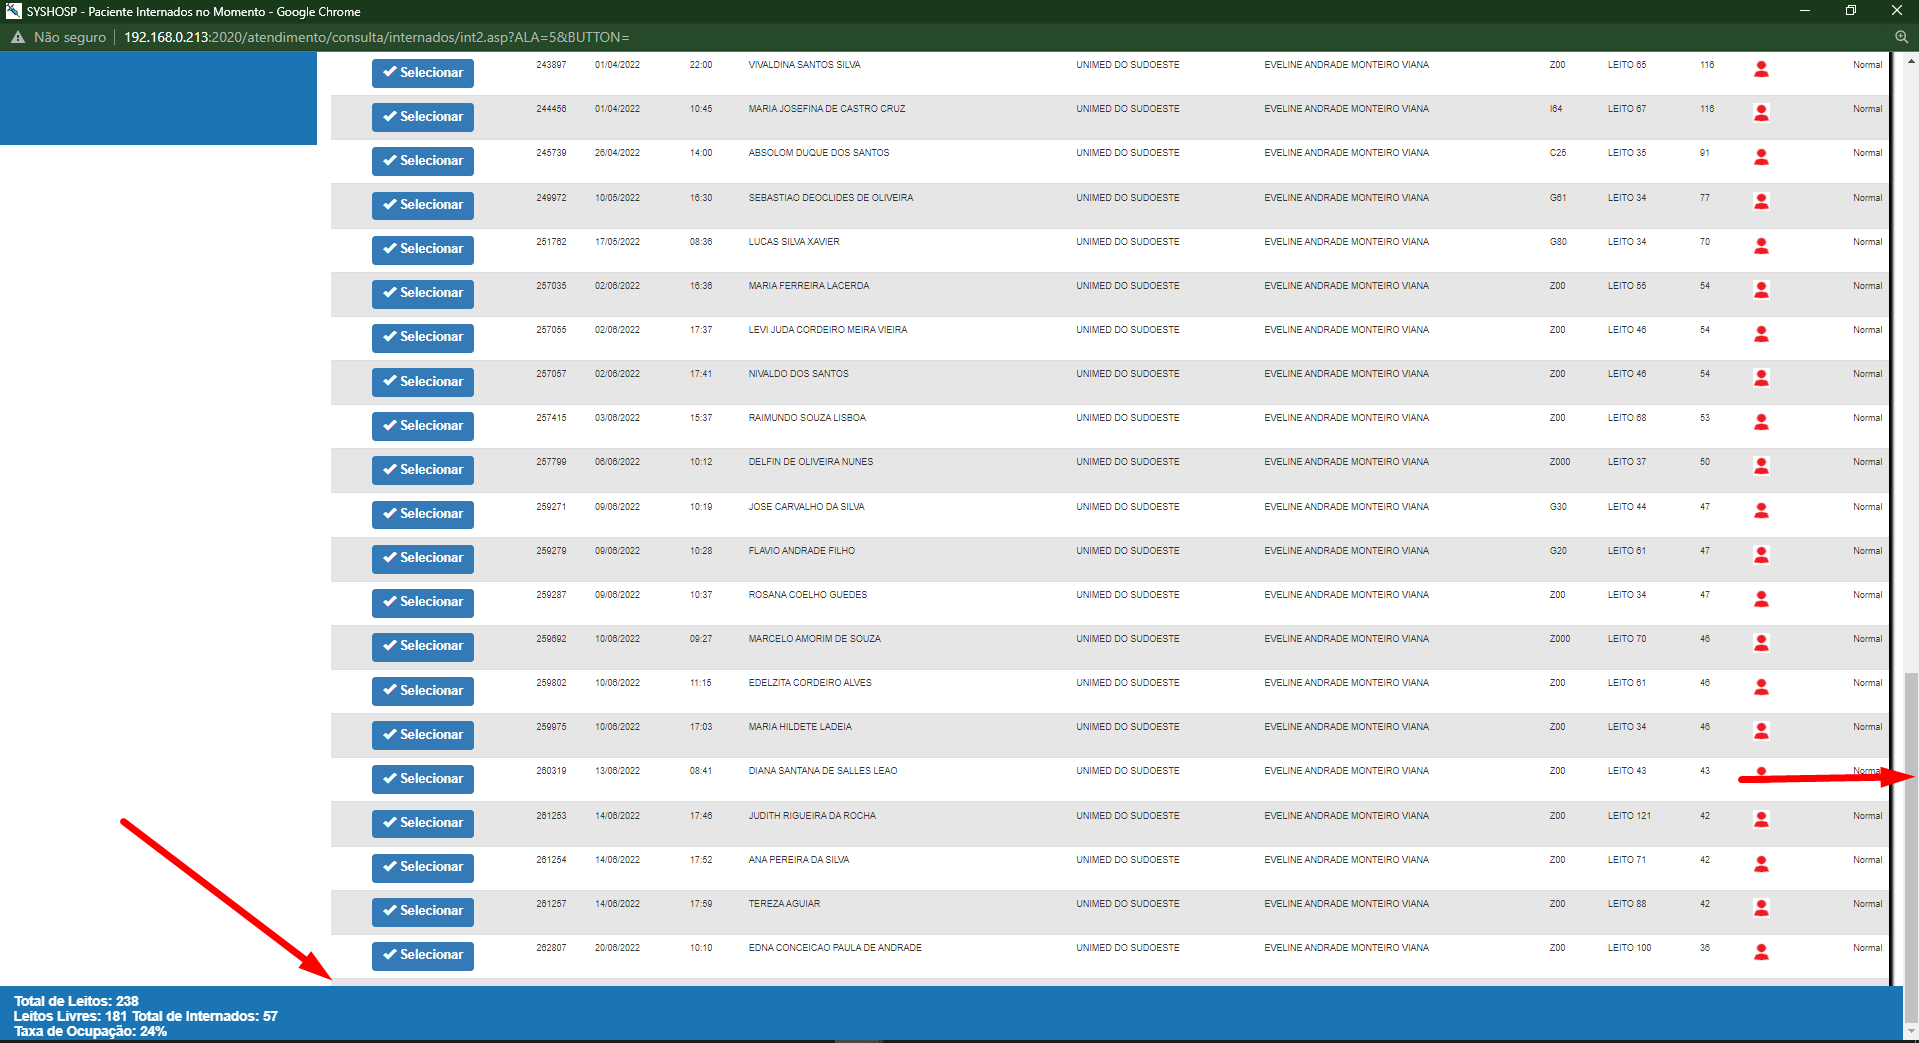 SYSHOSP - Paciente Internados no Momento - Google Chrome
Não seguro | 192.168.0.213:2020/atendimento/consulta/internados/int2.asp?ALA=5&BUTTON=
Selecionar 243897 01/04/2022 22:00 VIVALDINA SANTOS SILVA UNIMED DO SUDOESTE EVELINE ANDRADE MONTEIRO VIANA Z00 LEITO 65 116 Normal
Selecionar 244456 01/04/2022 10:45 MARIA JOSEFINA DE CASTRO CRUZ UNIMED DO SUDOESTE EVELINE ANDRADE MONTEIRO VIANA I64 LEITO 67 116 Normal
Selecionar 245739 26/04/2022 14:00 ABSOLOM DUQUE DOS SANTOS UNIMED DO SUDOESTE EVELINE ANDRADE MONTEIRO VIANA C25 LEITO 35 91 Normal
Selecionar 249972 10/05/2022 16:30 SEBASTIAO DEOCLIDES DE OLIVEIRA UNIMED DO SUDOESTE EVELINE ANDRADE MONTEIRO VIANA G61 LEITO 34 77 Normal
Selecionar 251762 17/05/2022 08:36 LUCAS SILVA XAVIER UNIMED DO SUDOESTE EVELINE ANDRADE MONTEIRO VIANA G80 LEITO 34 70 Normal
Selecionar 257035 02/06/2022 16:36 MARIA FERREIRA LACERDA UNIMED DO SUDOESTE EVELINE ANDRADE MONTEIRO VIANA Z00 LEITO 55 54 Normal
Selecionar 257055 02/06/2022 17:37 LEVI JUDA CORDEIRO MEIRA VIEIRA UNIMED DO SUDOESTE EVELINE ANDRADE MONTEIRO VIANA Z00 LEITO 46 54 Normal
Selecionar 257057 02/06/2022 17:41 NIVALDO DOS SANTOS UNIMED DO SUDOESTE EVELINE ANDRADE MONTEIRO VIANA Z00 LEITO 46 54 Normal
Selecionar 257415 03/06/2022 15:37 RAIMUNDO SOUZA LISBOA UNIMED DO SUDOESTE EVELINE ANDRADE MONTEIRO VIANA Z00 LEITO 68 53 Normal
Selecionar 257799 06/06/2022 10:12 DELFIN DE OLIVEIRA NUNES UNIMED DO SUDOESTE EVELINE ANDRADE MONTEIRO VIANA Z000 LEITO 37 50 Normal
Selecionar 259271 09/06/2022 10:19 JOSE CARVALHO DA SILVA UNIMED DO SUDOESTE EVELINE ANDRADE MONTEIRO VIANA G30 LEITO 44 47 Normal
Selecionar 259279 09/06/2022 10:28 FLAVIO ANDRADE FILHO UNIMED DO SUDOESTE EVELINE ANDRADE MONTEIRO VIANA G20 LEITO 61 47 Normal
Selecionar 259287 09/06/2022 10:37 ROSANA COELHO GUEDES UNIMED DO SUDOESTE EVELINE ANDRADE MONTEIRO VIANA Z00 LEITO 34 47 Normal
Selecionar 259692 10/06/2022 09:27 MARCELO AMORIM DE SOUZA UNIMED DO SUDOESTE EVELINE ANDRADE MONTEIRO VIANA Z000 LEITO 70 46 Normal
Selecionar 259802 10/06/2022 11:15 EDELZITA CORDEIRO ALVES UNIMED DO SUDOESTE EVELINE ANDRADE MONTEIRO VIANA Z00 LEITO 61 46 Normal
Selecionar 259975 10/06/2022 17:03 MARIA HILDETE LADEIA UNIMED DO SUDOESTE EVELINE ANDRADE MONTEIRO VIANA Z00 LEITO 34 46 Normal
Selecionar 260319 13/06/2022 08:41 DIANA SANTANA DE SALLES LEAO UNIMED DO SUDOESTE EVELINE ANDRADE MONTEIRO VIANA Z00 LEITO 43 43 Normal
Selecionar 261253 14/06/2022 17:46 JUDITH RIGUEIRA DA ROCHA UNIMED DO SUDOESTE EVELINE ANDRADE MONTEIRO VIANA Z00 LEITO 121 42 Normal
Selecionar 261254 14/06/2022 17:52 ANA PEREIRA DA SILVA UNIMED DO SUDOESTE EVELINE ANDRADE MONTEIRO VIANA Z00 LEITO 71 42 Normal
Selecionar 261257 14/06/2022 17:59 TEREZA AGUIAR UNIMED DO SUDOESTE EVELINE ANDRADE MONTEIRO VIANA Z00 LEITO 88 42 Normal
Selecionar 262807 20/06/2022 10:10 EDNA CONCEICAO PAULA DE ANDRADE UNIMED DO SUDOESTE EVELINE ANDRADE MONTEIRO VIANA Z00 LEITO 100 36 Normal
Total de Leitos: 238
Leitos Livres: 181 Total de Internados: 57
Taxa de Ocupação: 24%